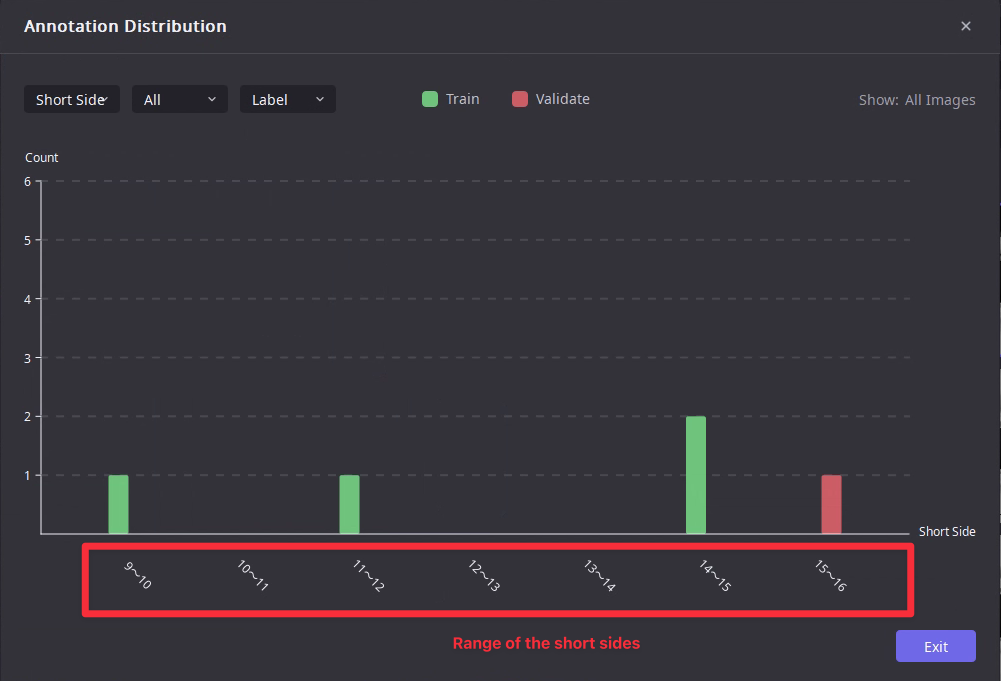 Annotation Distribution
Short Side All Label Train Validate Show: All Images
Count
6
5
4
3
2
1
Short Side
9~10 10~11 11~12 12~13 13~14 14~15 15~16
Range of the short sides
Exit